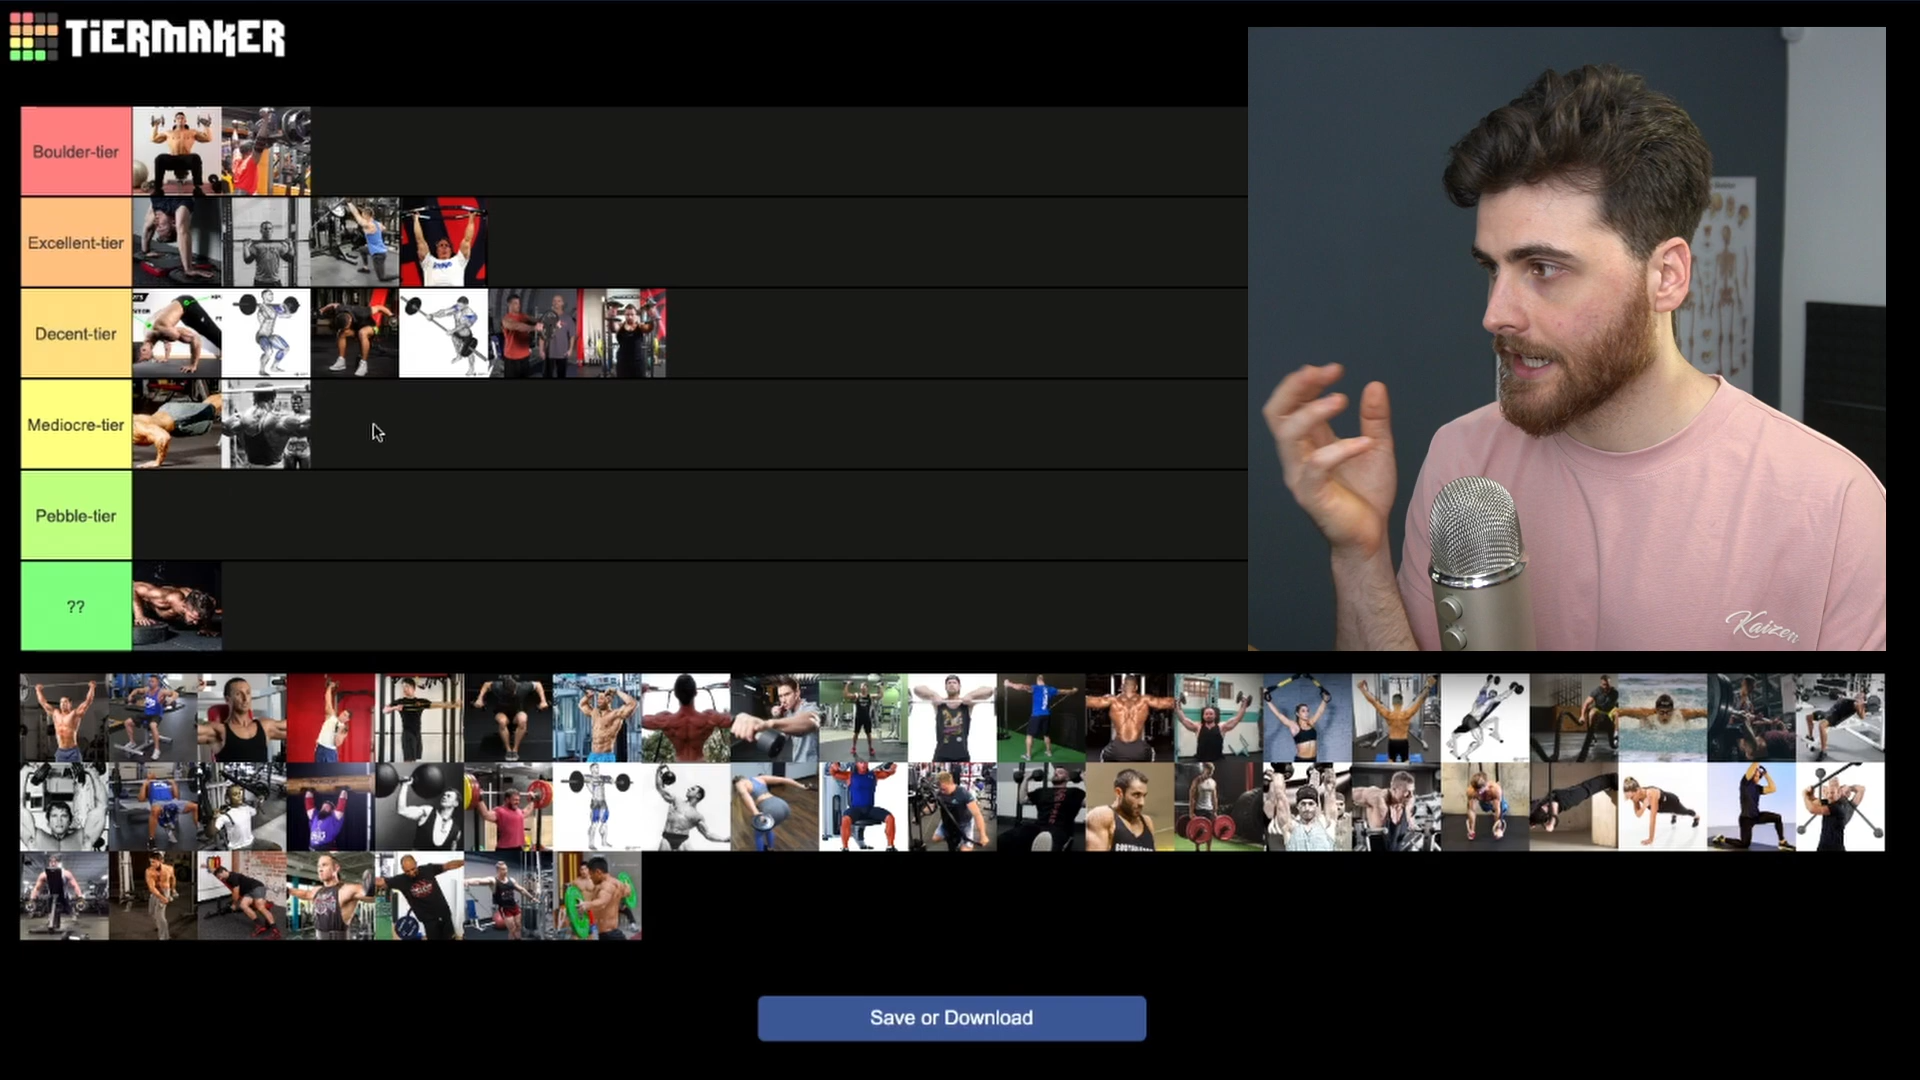 TiERMAKER
Boulder-tier
Excellent-tier
Decent-tier
Mediocre-tier
Pebble-tier
??
Kaizen
Save or Download